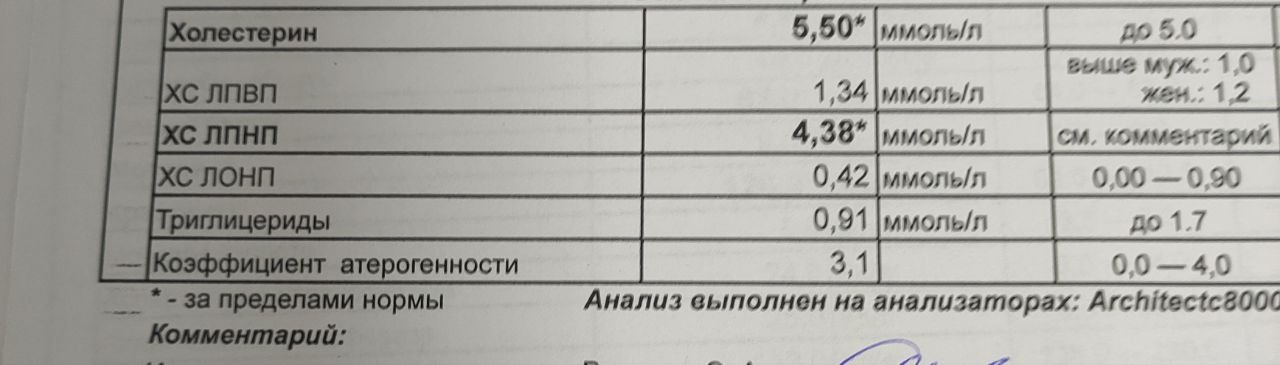 Холестерин 5,50* ммоль/л до 5.0
ХС ЛПВП 1,34 ммоль/л выше муж.: 1,0
жен.: 1,2
ХС ЛПНП 4,38* ммоль/л см. комментарий
ХС ЛОНП 0,42 ммоль/л 0,00 — 0,90
Триглицериды 0,91 ммоль/л до 1.7
Коэффициент атерогенности 3,1 0,0 — 4,0
* - за пределами нормы Анализ выполнен на анализаторах: Architectc8000
Комментарий: